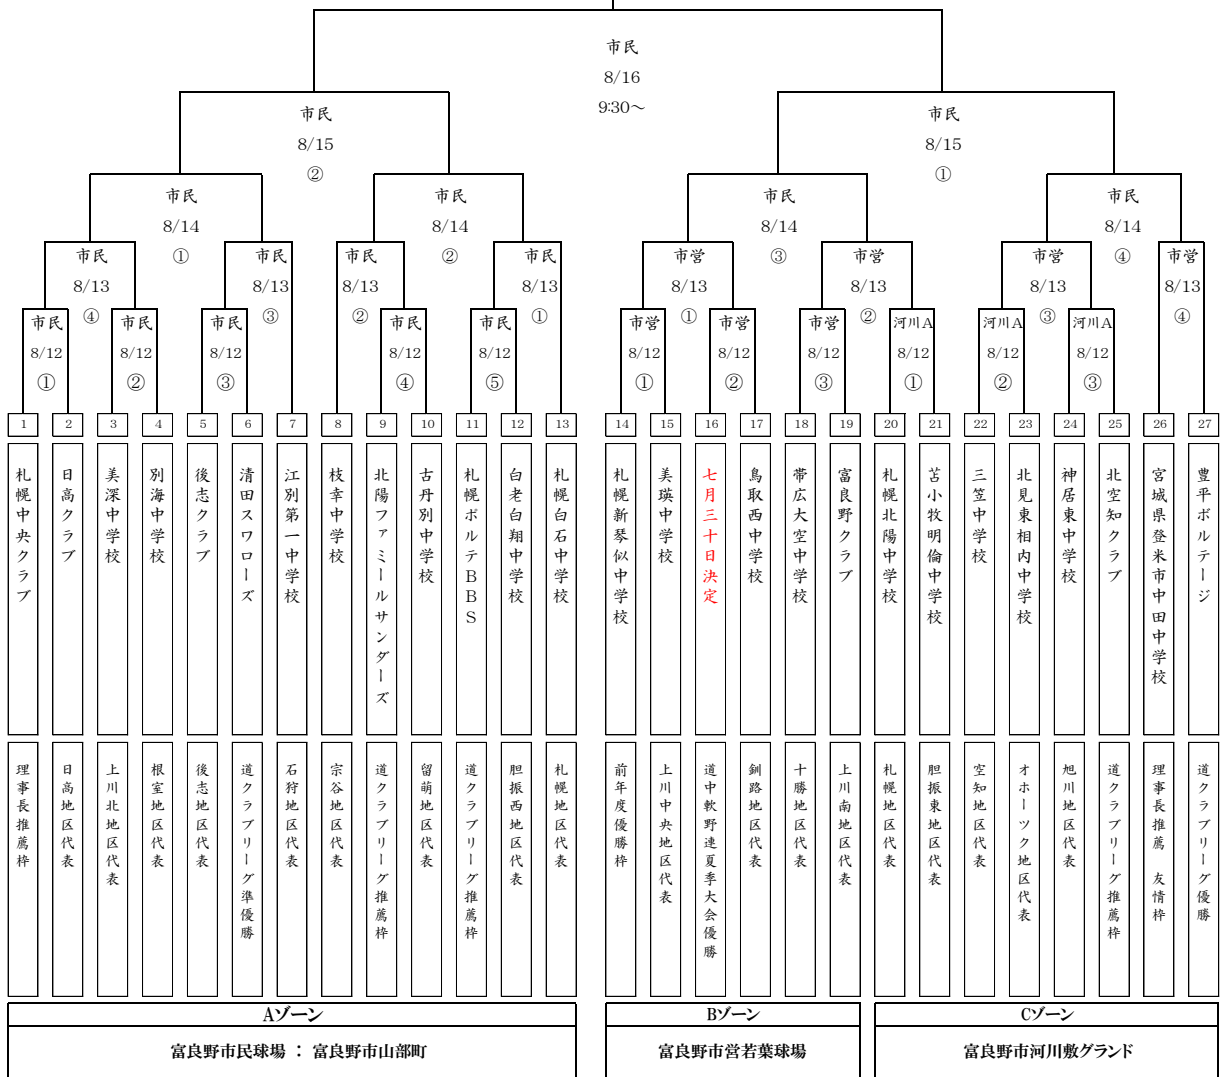 市民
8/16
9:30～
市民
8/15
②
市民
8/15
①
市民
8/14
①
市民
8/14
②
市民
8/14
③
市民
8/14
④
市民
8/13
④
市民
8/13
③
市民
8/13
②
市民
8/13
①
市営
8/13
①
市営
8/13
②
市営
8/13
③
市営
8/13
④
市民
8/12
①
市民
8/12
②
市民
8/12
③
市民
8/12
④
市民
8/12
⑤
市営
8/12
①
市営
8/12
②
市営
8/12
③
河川A
8/12
①
河川A
8/12
②
河川A
8/12
③
1 2 3 4 5 6 7 8 9 10 11 12 13 14 15 16 17 18 19 20 21 22 23 24 25 26 27
札幌中央クラブ
日高クラブ
美深中学校
別海中学校
後志クラブ
清田スワローズ
江別第一中学校
枝幸中学校
北陽ファミールサンダーズ
古丹別中学校
札幌ボルテBBS
白老白翔中学校
札幌白石中学校
札幌新琴似中学校
美瑛中学校
七月三十日決定
鳥取西中学校
帯広大空中学校
富良野クラブ
札幌北陽中学校
苫小牧明倫中学校
三笠中学校
北見東相内中学校
神居東中学校
北空知クラブ
宮城県登米市中田中学校
豊平ボルテージ
理事長推薦枠
日高地区代表
上川北地区代表
根室地区代表
後志地区代表
道クラブリーグ準優勝
石狩地区代表
宗谷地区代表
道クラブリーグ推薦枠
留萌地区代表
道クラブリーグ推薦枠
胆振西地区代表
札幌地区代表
前年度優勝枠
上川中央地区代表
道中軟野連夏季大会優勝
釧路地区代表
十勝地区代表
上川南地区代表
札幌地区代表
胆振東地区代表
空知地区代表
オホーツク地区代表
旭川地区代表
道クラブリーグ推薦枠
理事長推薦 友情枠
道クラブリーグ優勝
Aゾーン
富良野市民球場 ： 富良野市山部町
Bゾーン
富良野市営若葉球場
Cゾーン
富良野市河川敷グランド